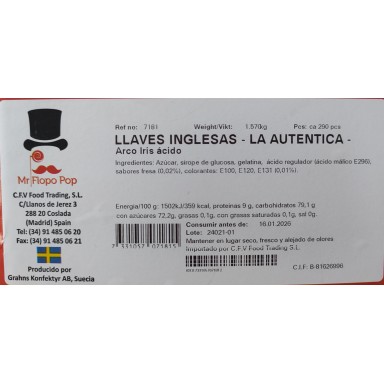 Ref no: 7181 Weight/Vikt: 1.570kg Pcs: ca 290 pcs
LLAVES INGLESAS - LA AUTENTICA -
Arco Iris ácido
Ingredientes: Azúcar, sirope de glucosa, gelatina, ácido regulador (ácido málico E296),
sabores fresa (0,02%), colorantes: E100, E120, E131 (0,01%)
Energia/100 g: 1502kJ/359 kcal, proteinas 9 g, carbohidratos 79,1g
con azúcares 72,2g, grasas 0,1g, con grasas saturadas 0,1g, sal 0g.
Consumir antes de: 16.01.2026
Lote: 24021-01
Mantener en lugar seco, fresco y alejado de olores
Importado por C.F.V Food Trading S.L.
C.I.F: B-81626996
Mr Flopo Pop
C.F.V Food Trading, S.L.
C/Llanos de Jerez 3
288 20 Coslada
(Madrid) Spain
Tel: (34) 91 485 06 20
Fax: (34) 91 485 06 21
Producido por
Grahns Konfektyr AB, Suecia